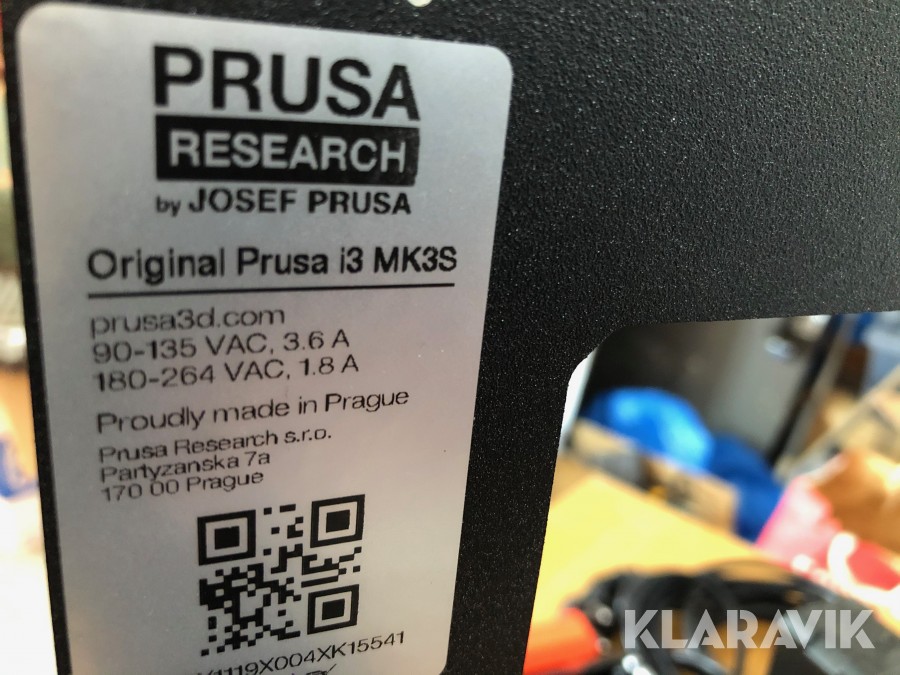 PRUSA
RESEARCH
by JOSEF PRUSA
Original Prusa i3 MK3S
prusa3d.com
90-135 VAC, 3.6 A
180-264 VAC, 1.8 A
Proudly made in Prague
Prusa Research s.r.o.
Partyzanska 7a
170 00 Prague
KLARAVIK